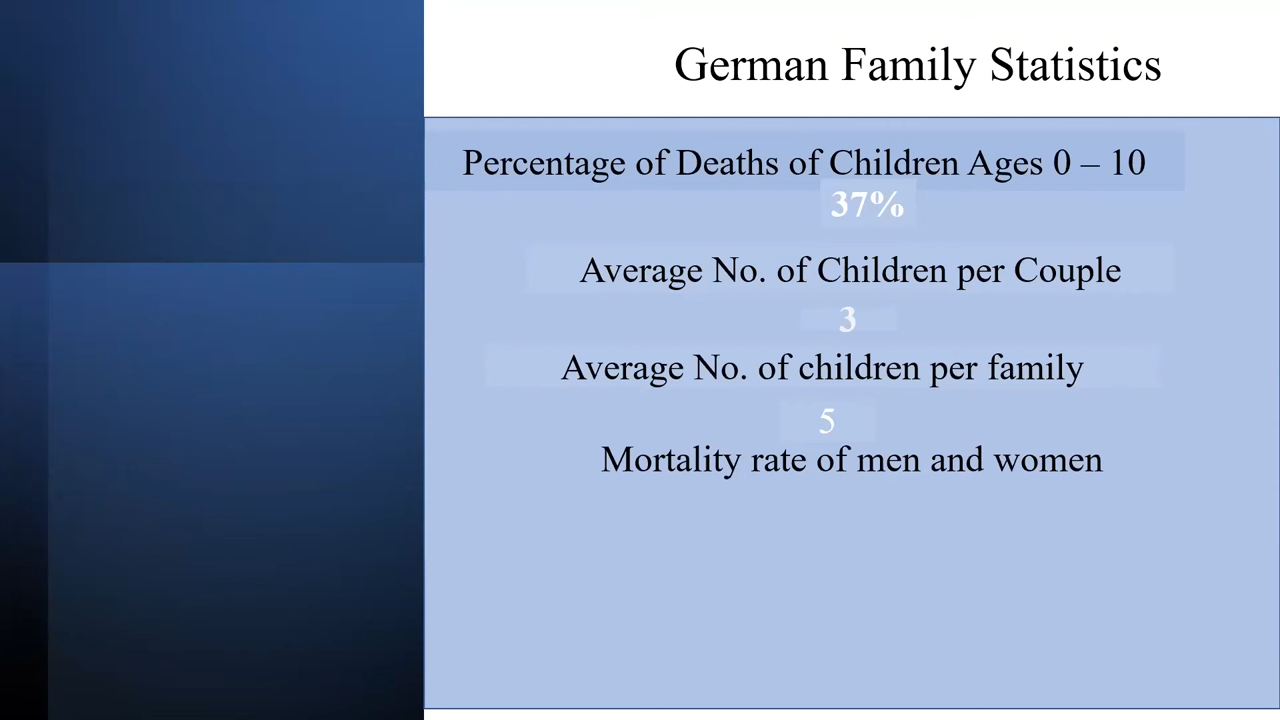 German Family Statistics
Percentage of Deaths of Children Ages 0 – 10
37%
Average No. of Children per Couple
3
Average No. of children per family
5
Mortality rate of men and women